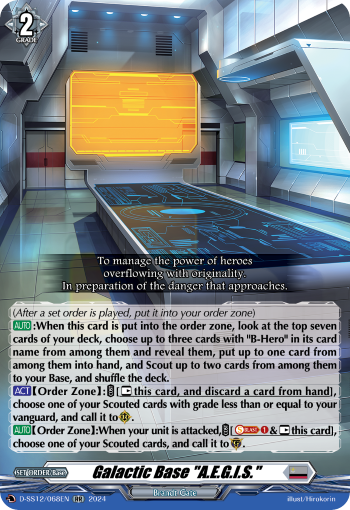 2
GRADE
To manage the power of heroes
overflowing with originality.
In preparation of the danger that approaches.
(After a set order is played, put it into your order zone)
AUTO:When this card is put into the order zone, look at the top seven
cards of your deck, choose up to three cards with "B-Hero" in its card
name from among them and reveal them, put up to one card from
among them into hand, and Scout up to two cards from among them
to your Base, and shuffle the deck.
ACT【Order Zone】:[this card, and discard a card from hand],
choose one of your Scouted cards with grade less than or equal to your
vanguard, and call it to.
AUTO【Order Zone】:When your unit is attacked,[BLAST 1 & this card],
choose one of your Scouted cards, and call it to.
SET ORDER/Base
Galactic Base "A.E.G.I.S."
Brandt Gate
D-SS12/068EN RR 2024
illust/Hirokorin